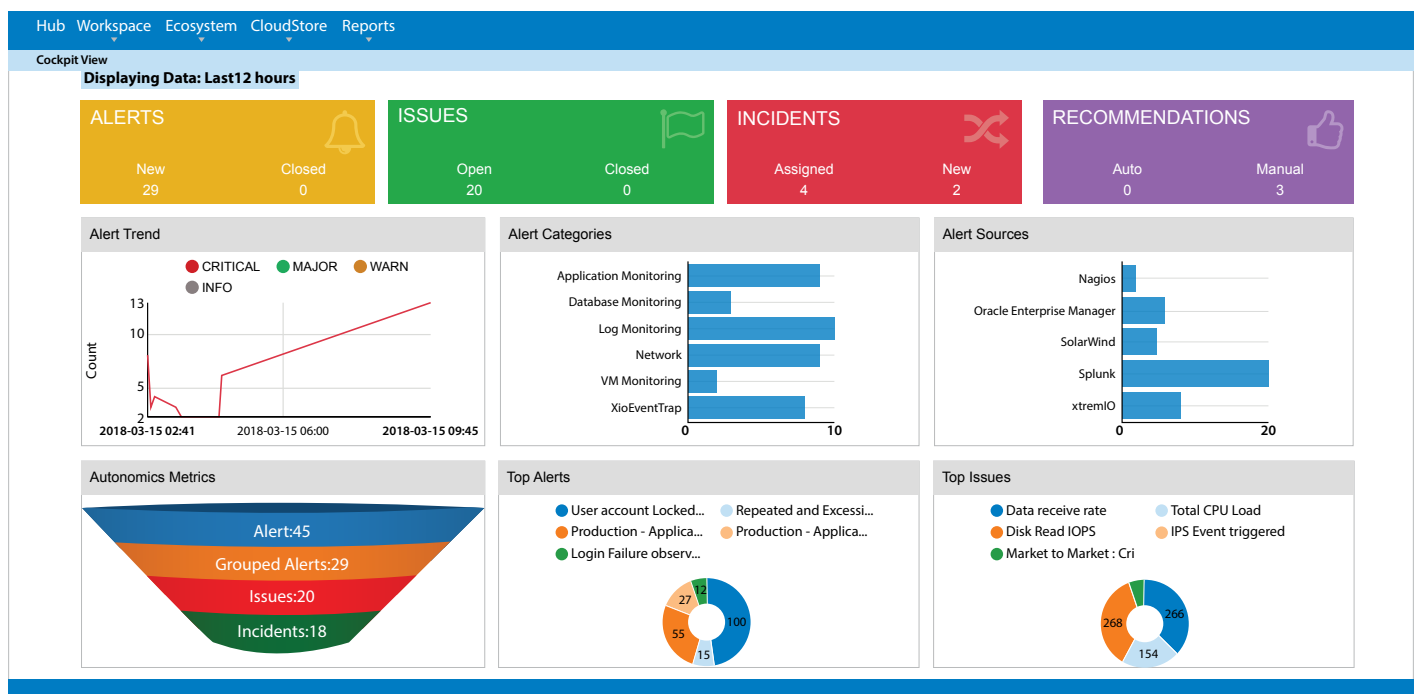 Hub Workspace Ecosystem CloudStore Reports
Cockpit View
Displaying Data: Last12 hours
ALERTS
New Closed
29 0
ISSUES
Open Closed
20 0
INCIDENTS
Assigned New
4 2
RECOMMENDATIONS
Auto Manual
0 3
Alert Trend
CRITICAL MAJOR WARN
INFO
Count
13
10
5
2
2018-03-15 02:41 2018-03-15 06:00 2018-03-15 09:45
Alert Categories
Application Monitoring
Database Monitoring
Log Monitoring
Network
VM Monitoring
XioEventTrap
0 10
Alert Sources
Nagios
Oracle Enterprise Manager
SolarWind
Splunk
xtremIO
0 20
Autonomics Metrics
Alert:45
Grouped Alerts:29
Issues:20
Incidents:18
Top Alerts
User account Locked... Repeated and Excessi...
Production - Applica... Production - Applica...
Login Failure observ...
12
27
100
55
15
Top Issues
Data receive rate Total CPU Load
Disk Read IOPS IPS Event triggered
Market to Market : Cri
266
268
154